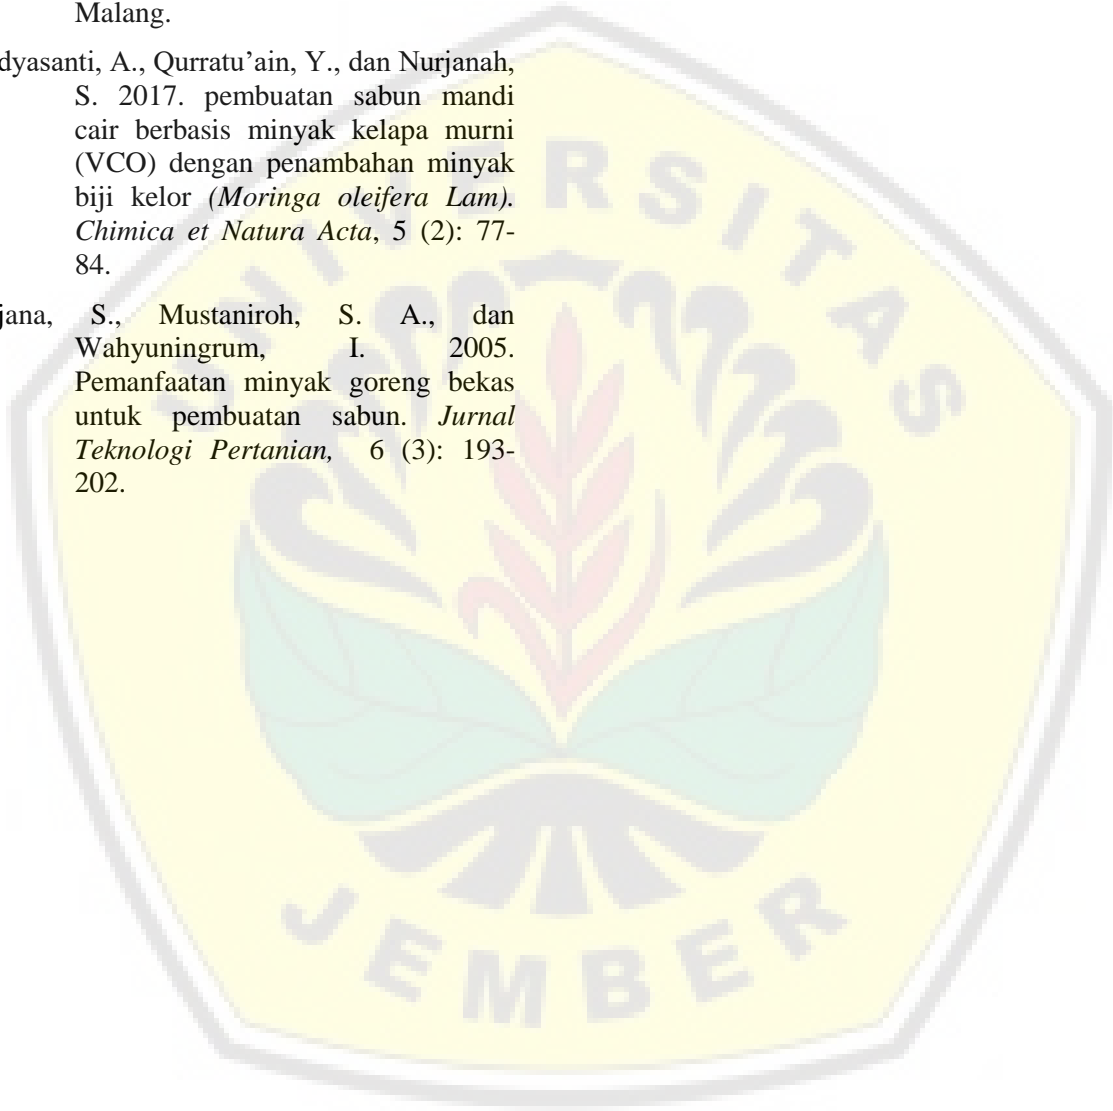 Malang.
dyasanti, A., Qurratu’ain, Y., dan Nurjanah,
S. 2017. pembuatan sabun mandi
cair berbasis minyak kelapa murni
(VCO) dengan penambahan minyak
biji kelor (Moringa oleifera Lam).
Chimica et Natura Acta, 5 (2): 77-
84.
jana, S., Mustaniroh, S. A., dan
Wahyuningrum, I. 2005.
Pemanfaatan minyak goreng bekas
untuk pembuatan sabun. Jurnal
Teknologi Pertanian, 6 (3): 193-
202.
UNIVERSITAS
JEMBER